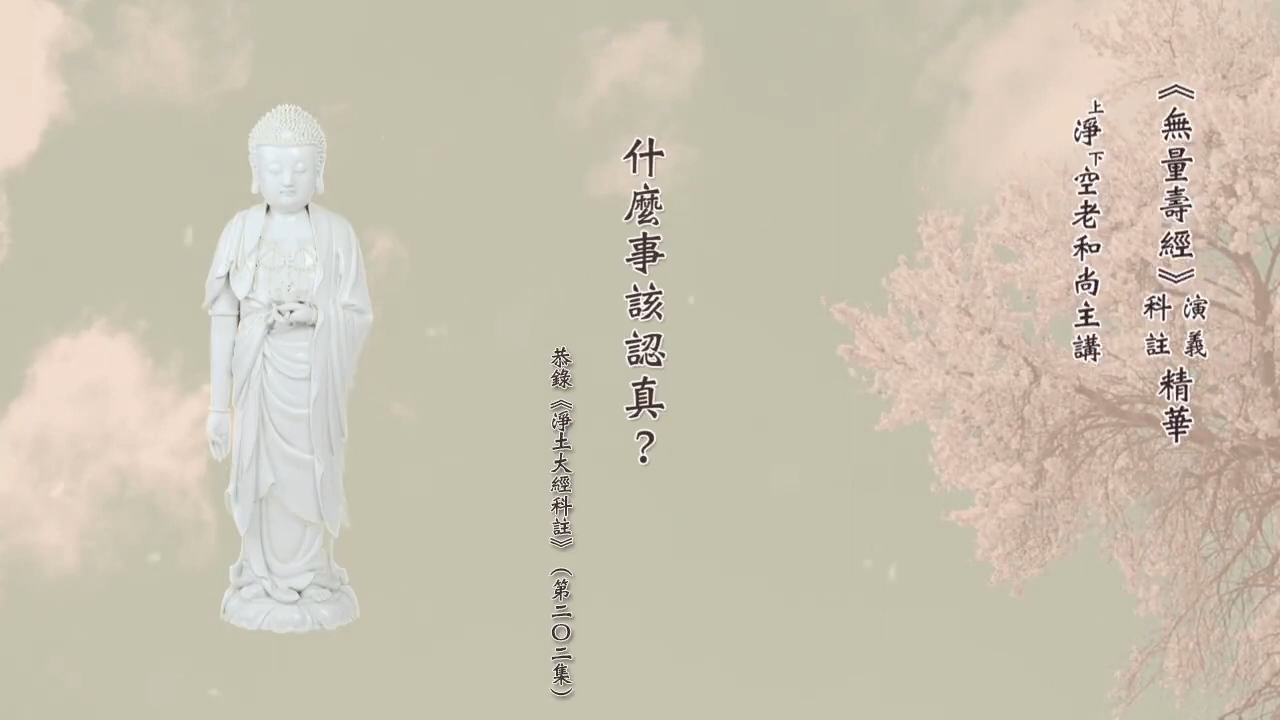 《無量壽經》科註演義精華
上淨下空老和尚主講
什麼事該認真？
恭錄《淨土大經科註》（第二〇二集）